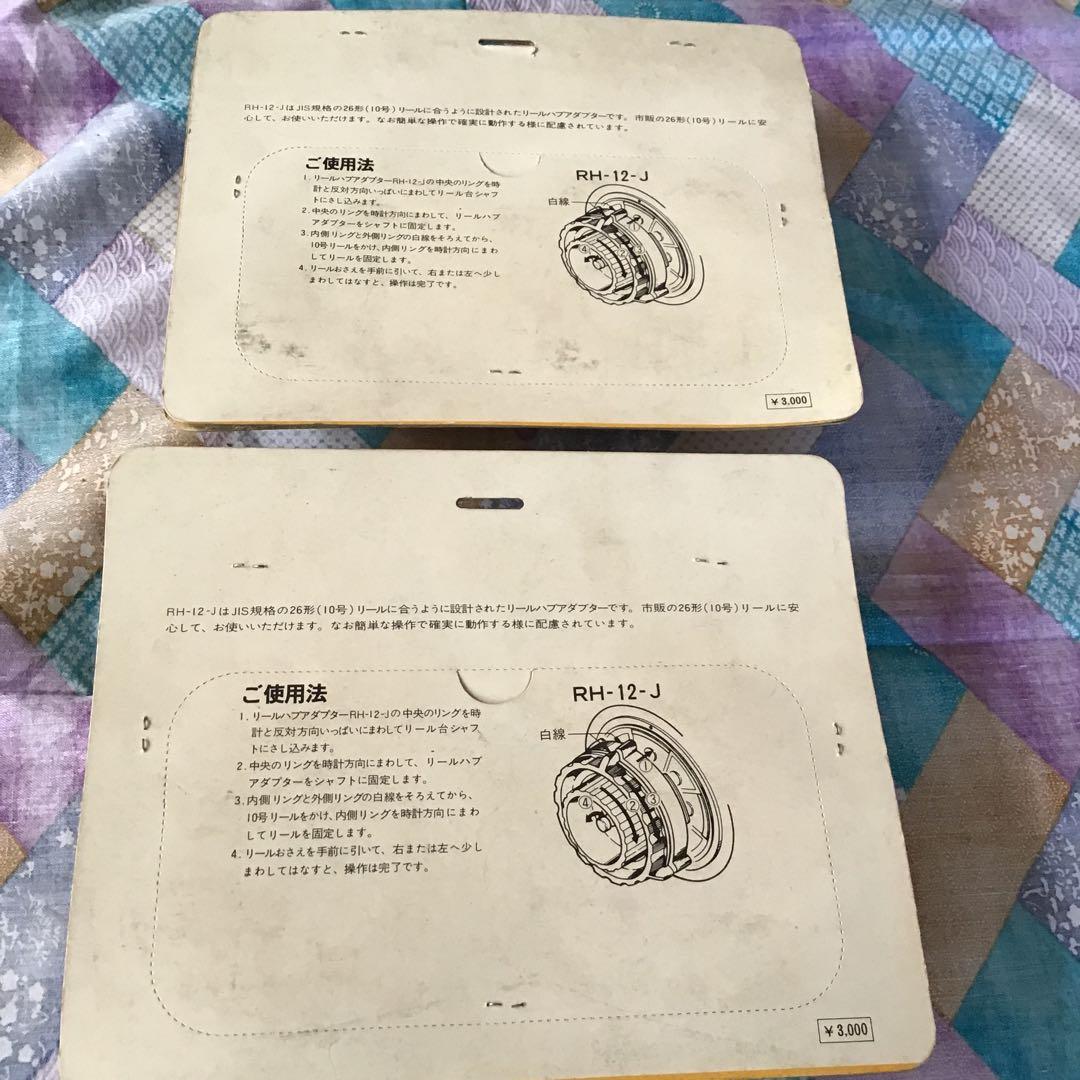 RH-12-JはJIS規格の26形(10号)リールに合うように設計されたリールハブアダプターです。市販の26形(10号)リールに安
心して、お使いいただけます。なお簡単な操作で確実に動作する様に配慮されています。
ご使用法
1. リールハブアダプターRH-12-Jの中央のリングを時
計と反対方向いっぱいにまわしてリール台シャフ
トにさし込みます。
2. 中央のリングを時計方向にまわして、リールハブ
アダプターをシャフトに固定します。
3. 内側リングと外側リングの白線をそろえてから、
10号リールをかけ、内側リングを時計方向にまわ
してリールを固定します。
4. リールおさえを手前に引いて、右または左へ少し
まわしてはなすと、操作は完了です。
RH-12-J
白線
④
¥3,000
RH-12-JはJIS規格の26形(10号)リールに合うように設計されたリールハブアダプターです。市販の26形(10号)リールに安
心して、お使いいただけます。なお簡単な操作で確実に動作する様に配慮されています。
ご使用法
1. リールハブアダプターRH-12-Jの中央のリングを時
計と反対方向いっぱいにまわしてリール台シャフ
トにさし込みます。
2. 中央のリングを時計方向にまわして、リールハブ
アダプターをシャフトに固定します。
3. 内側リングと外側リングの白線をそろえてから、
10号リールをかけ、内側リングを時計方向にまわ
してリールを固定します。
4. リールおさえを手前に引いて、右または左へ少し
まわしてはなすと、操作は完了です。
RH-12-J
白線
①
④ ② ③
¥3,000